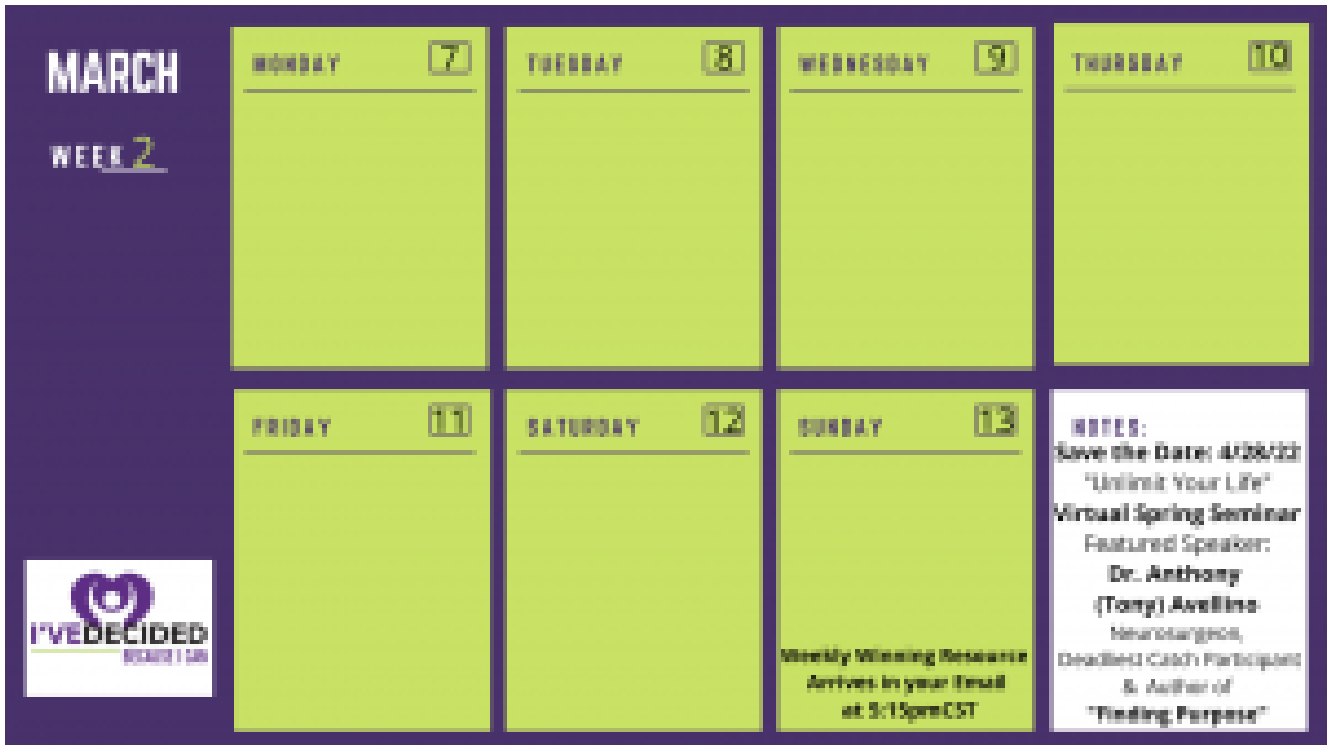 MARCH
WEEK 2
MONDAY 7
TUESDAY 8
WEDNESDAY 9
THURSDAY 10
FRIDAY 11
SATURDAY 12
SUNDAY 13
Weekly Winning Resource
Arrives in your Email
at 5:15pmCST
NOTES:
Save the Date: 4/28/22
"Unlimit Your Life"
Virtual Spring Seminar
Featured Speaker:
Dr. Anthony
(Tony) Avellino
Neurosurgeon,
Deadliest Catch Participant
& Author of
"Finding Purpose"
I'VEDECIDED
BECAUSE I CAN